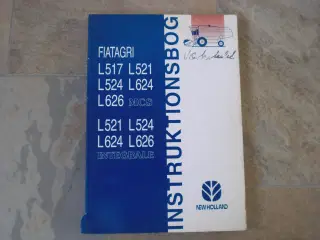 FIATAGRI
L517 L521
L524 L624
L626 MCS
L521 L524
L624 L626
INTEGRALE
INSTRUKTIONSBOG
NEW HOLLAND